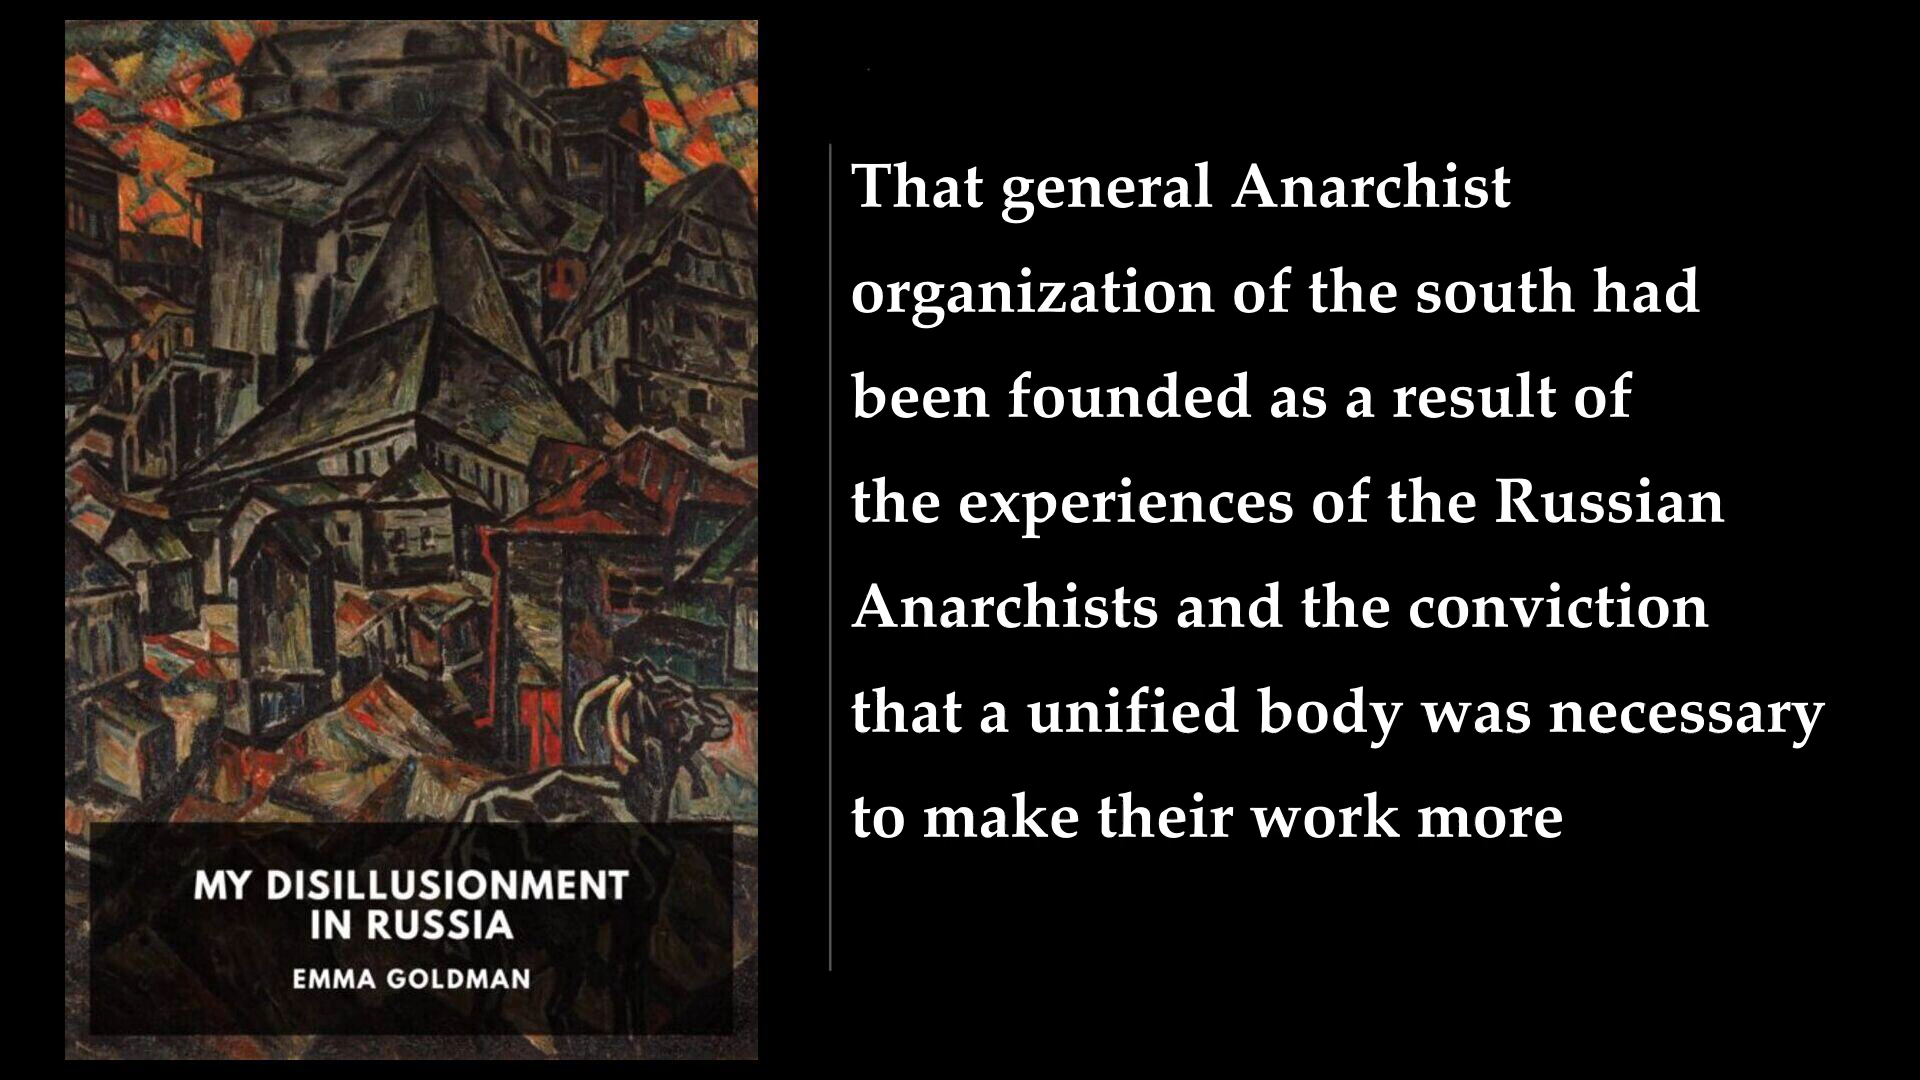 MY DISILLUSIONMENT
IN RUSSIA
EMMA GOLDMAN
That general Anarchist
organization of the south had
been founded as a result of
the experiences of the Russian
Anarchists and the conviction
that a unified body was necessary
to make their work more